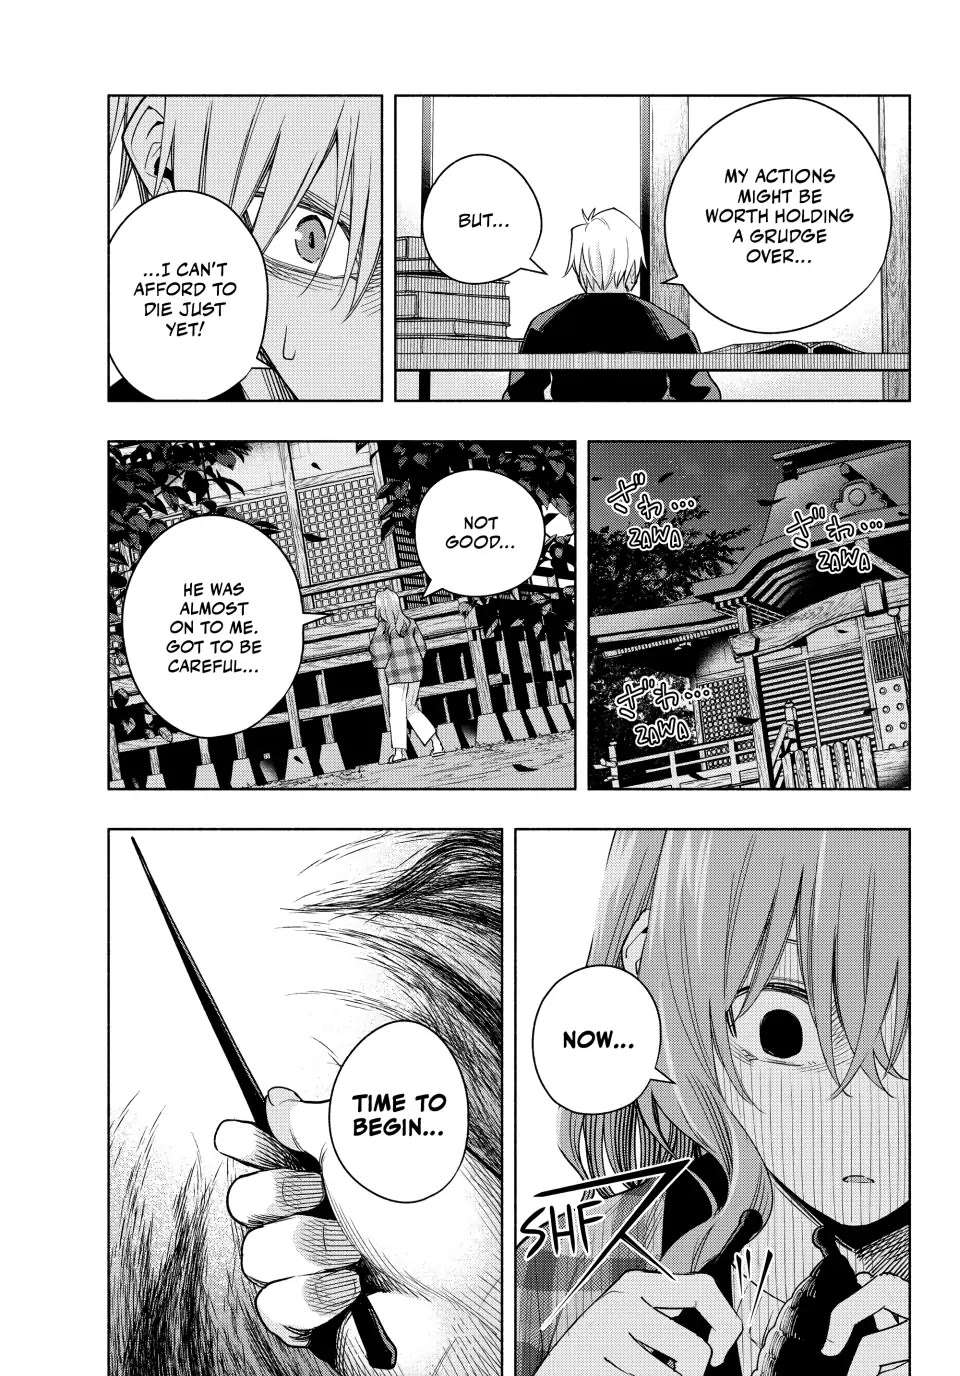 MY ACTIONS
MIGHT BE
WORTH HOLDING
A GRUDGE
OVER...
BUT...
...I CAN'T
AFFORD TO
DIE JUST
YET!
ざわ...
ZAWA
ざわ...
ZAWA
ざわ...
ZAWA
NOT
GOOD...
HE WAS
ALMOST
ON TO ME.
GOT TO BE
CAREFUL...
NOW...
SHF
TIME TO
BEGIN...